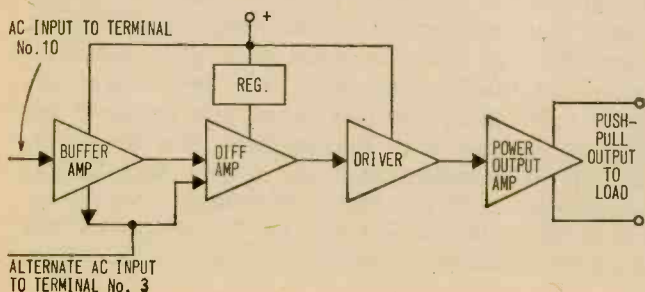 AC INPUT TO TERMINAL
No.10
+
REG.
BUFFER
AMP
DIFF
AMP
DRIVER
POWER
OUTPUT
AMP
PUSH-
PULL
OUTPUT
TO
LOAD
ALTERNATE AC INPUT
TO TERMINAL No. 3